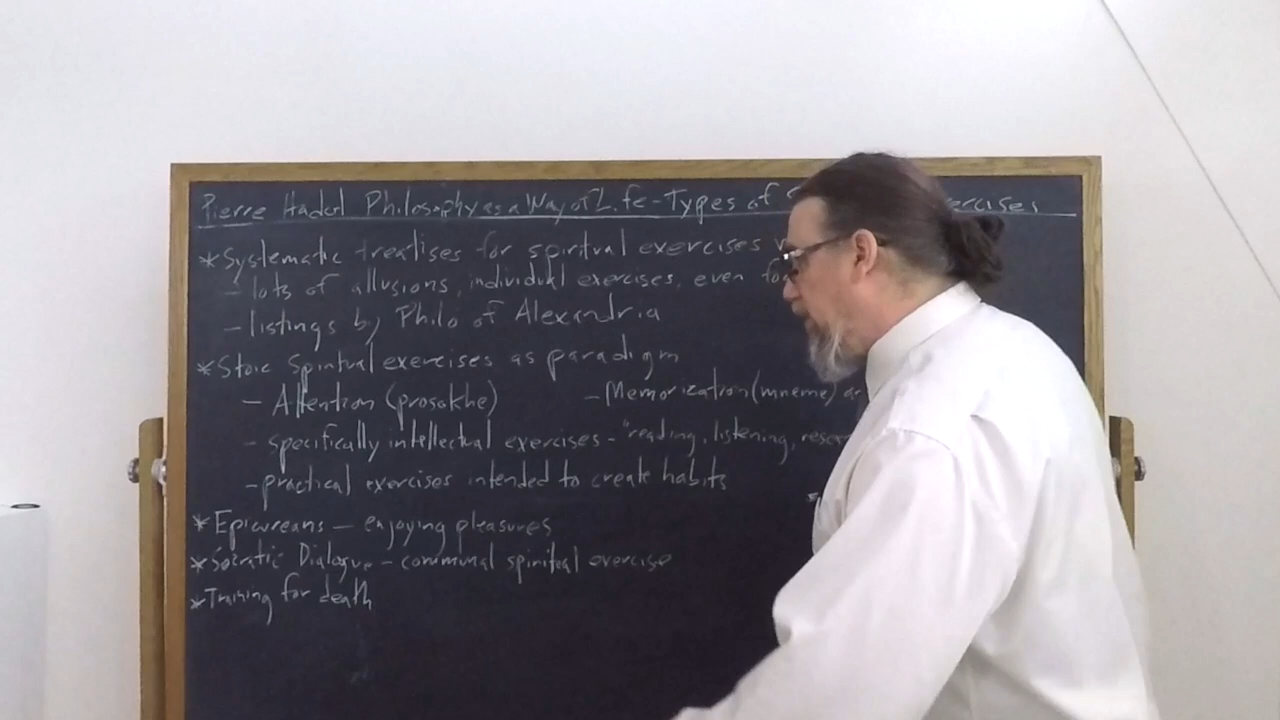 Pierre Hadot Philosophy as a Way of Life - Types of ercises
* Systematic treatises for spiritual exercises
- lots of allusions, individual exercises, even
- listings by Philo of Alexandria
* Stoic Spiritual exercises as paradigm
- Attention (prosokhe) - Memorization (mneme)
- specifically intellectual exercises - "reading, listening,
- practical exercises intended to create habits
* Epicureans - enjoying pleasures
* Socratic Dialogue - communal spiritual exercise
* Training for death